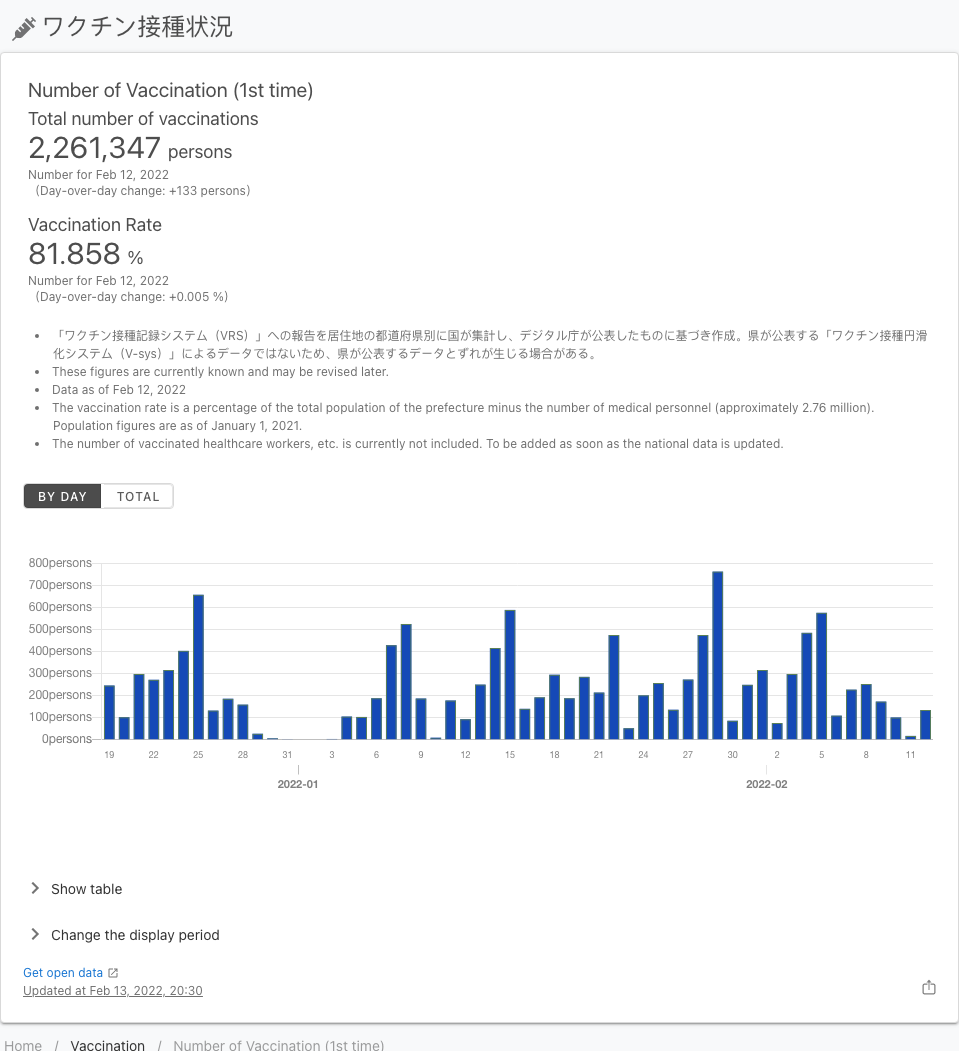 ワクチン接種状況
Number of Vaccination (1st time)
Total number of vaccinations
2,261,347 persons
Number for Feb 12, 2022
(Day-over-day change: +133 persons)
Vaccination Rate
81.858 %
Number for Feb 12, 2022
(Day-over-day change: +0.005 %)
• 「ワクチン接種記録システム（VRS）」への報告を居住地の都道府県別に国が集計し、デジタル庁が公表したものに基づき作成。県が公表する「ワクチン接種円滑
化システム（V-sys）」によるデータではないため、県が公表するデータとずれが生じる場合がある。
• These figures are currently known and may be revised later.
• Data as of Feb 12, 2022
• The vaccination rate is a percentage of the total population of the prefecture minus the number of medical personnel (approximately 2.76 million).
Population figures are as of January 1, 2021.
• The number of vaccinated healthcare workers, etc. is currently not included. To be added as soon as the national data is updated.
BY DAY TOTAL
800persons
700persons
600persons
500persons
400persons
300persons
200persons
100persons
0persons
19 22 25 28 31 3 6 9 12 15 18 21 24 27 30 2 5 8 11
2022-01 2022-02
Show table
Change the display period
Get open data
Updated at Feb 13, 2022, 20:30
Home / Vaccination / Number of Vaccination (1st time)